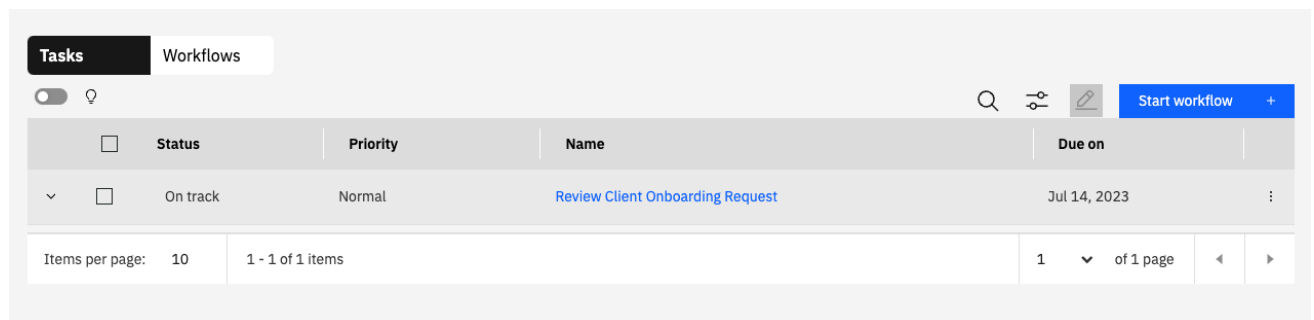 Tasks Workflows
Start workflow +
Status Priority Name Due on
On track Normal Review Client Onboarding Request Jul 14, 2023
Items per page: 10 1 - 1 of 1 items 1 of 1 page